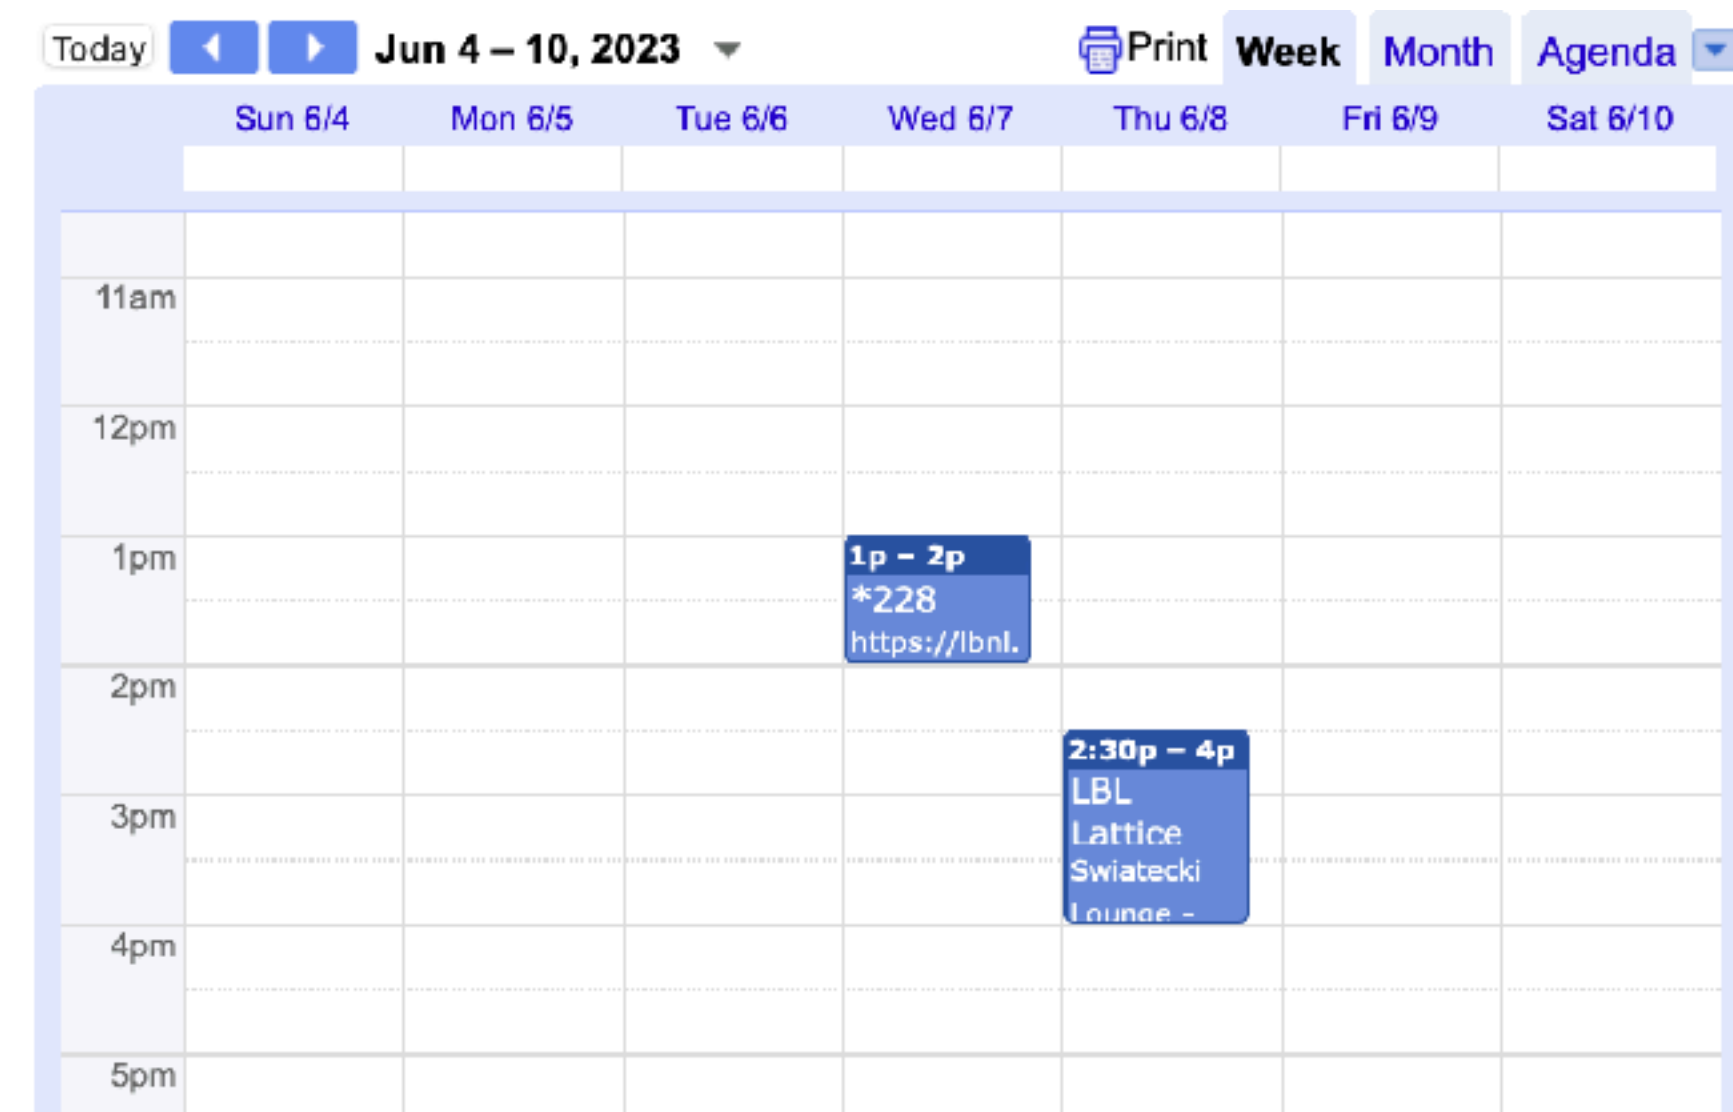 Today Jun 4 – 10, 2023 Print Week Month Agenda
Sun 6/4 Mon 6/5 Tue 6/6 Wed 6/7 Thu 6/8 Fri 6/9 Sat 6/10
11am
12pm
1pm
1p – 2p
*228
https://lbnl.
2pm
2:30p – 4p
LBL
3pm
Lattice
Swiatecki
Lounge -
4pm
5pm